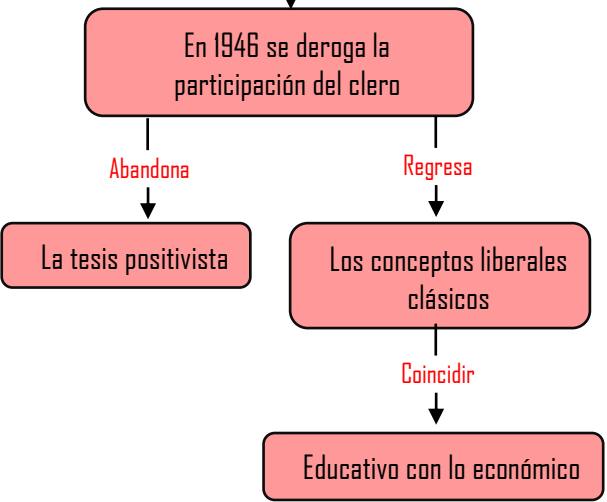 En 1946 se deroga la
participación del clero
Abandona
Regresa
La tesis positivista
Los conceptos liberales
clásicos
Coincidir
Educativo con lo económico